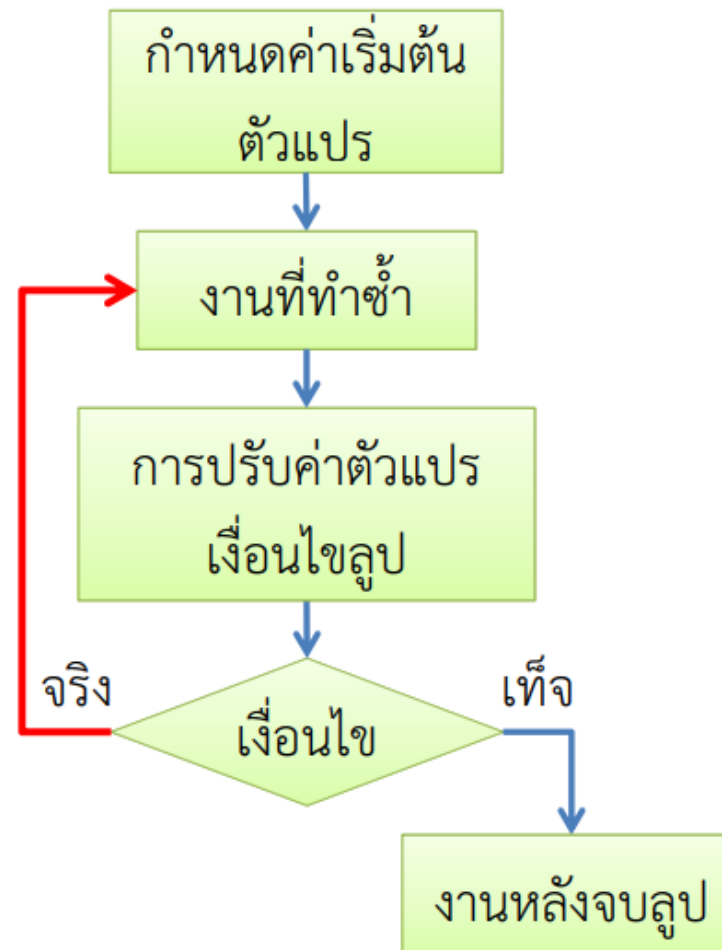 กำหนดค่าเริ่มต้น
ตัวแปร
งานที่ทำซ้ำ
การปรับค่าตัวแปร
เงื่อนไขลูป
จริง
เท็จ
เงื่อนไข
งานหลังจบลูป